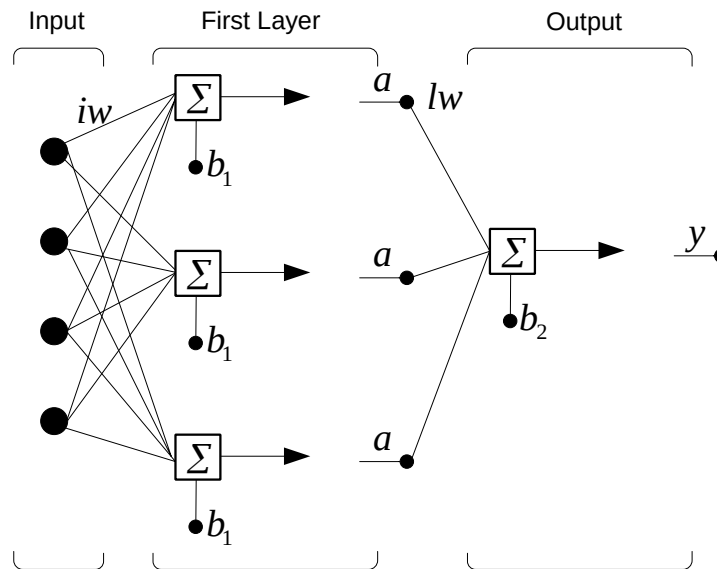 Input First Layer Output
iw Σ a lw
b₁
Σ a Σ y
b₁ b₂
Σ a
b₁